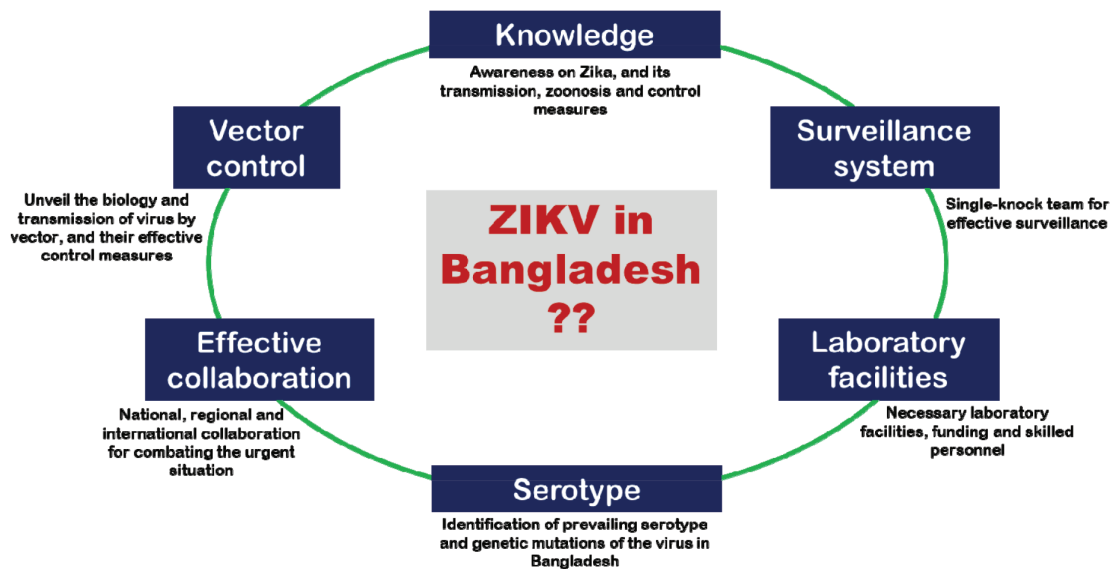 Knowledge
Awareness on Zika, and its
transmission, zoonosis and control
measures
Vector
control
Unveil the biology and
transmission of virus by
vector, and their effective
control measures
Surveillance
system
Single-knock team for
effective surveillance
ZIKV in
Bangladesh
??
Effective
collaboration
National, regional and
international collaboration
for combating the urgent
situation
Laboratory
facilities
Necessary laboratory
facilities, funding and skilled
personnel
Serotype
Identification of prevailing serotype
and genetic mutations of the virus in
Bangladesh